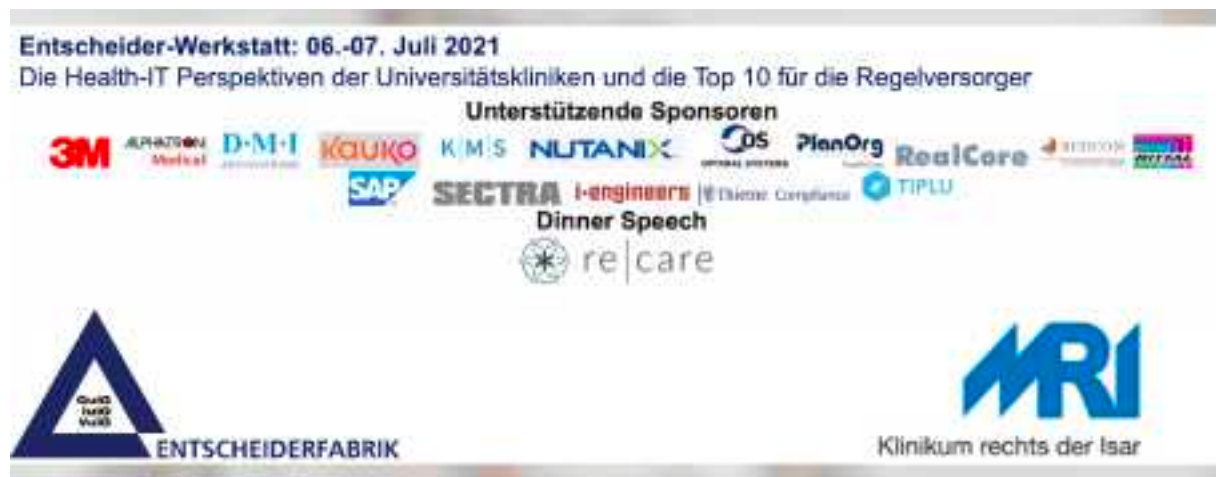 Entscheider-Werkstatt: 06.-07. Juli 2021
Die Health-IT Perspektiven der Universitätskliniken und die Top 10 für die Regelversorger
Unterstützende Sponsoren
3M ALPHATRON Medical D·M·I KAUKO K|M|S NUTANIX OS OPTIMAL SYSTEMS PlanOrg RealCore
SAP SECTRA i-engineers Thieme Compliance TIPLU
Dinner Speech
re|care
ENTSCHEIDERFABRIK
MRI
Klinikum rechts der Isar